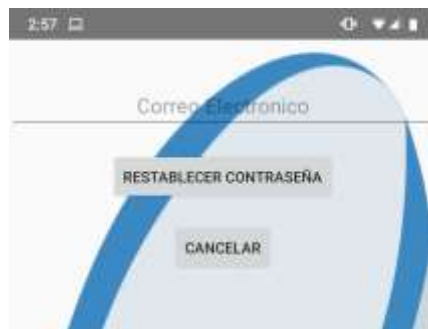 2:57
Correo Electronico
RESTABLECER CONTRASEÑA
CANCELAR